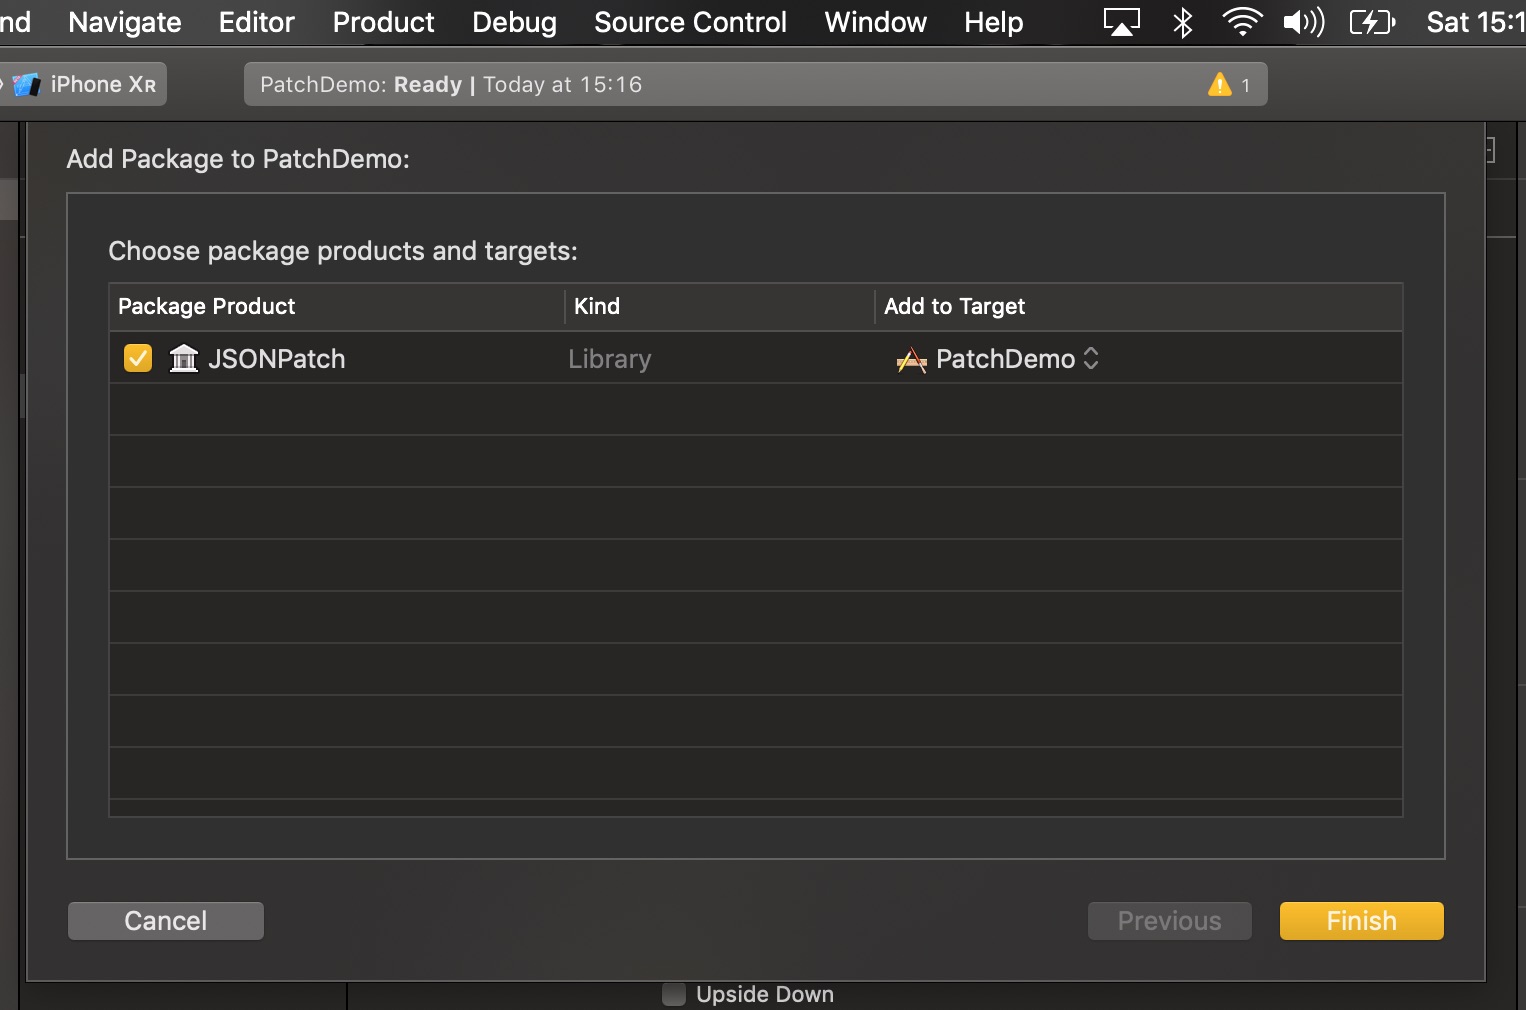 nd Navigate Editor Product Debug Source Control Window Help Sat 15:1
iPhone XR PatchDemo: Ready | Today at 15:16 1
Add Package to PatchDemo:
Choose package products and targets:
Package Product Kind Add to Target
JSONPatch Library PatchDemo
Cancel Previous Finish
Upside Down